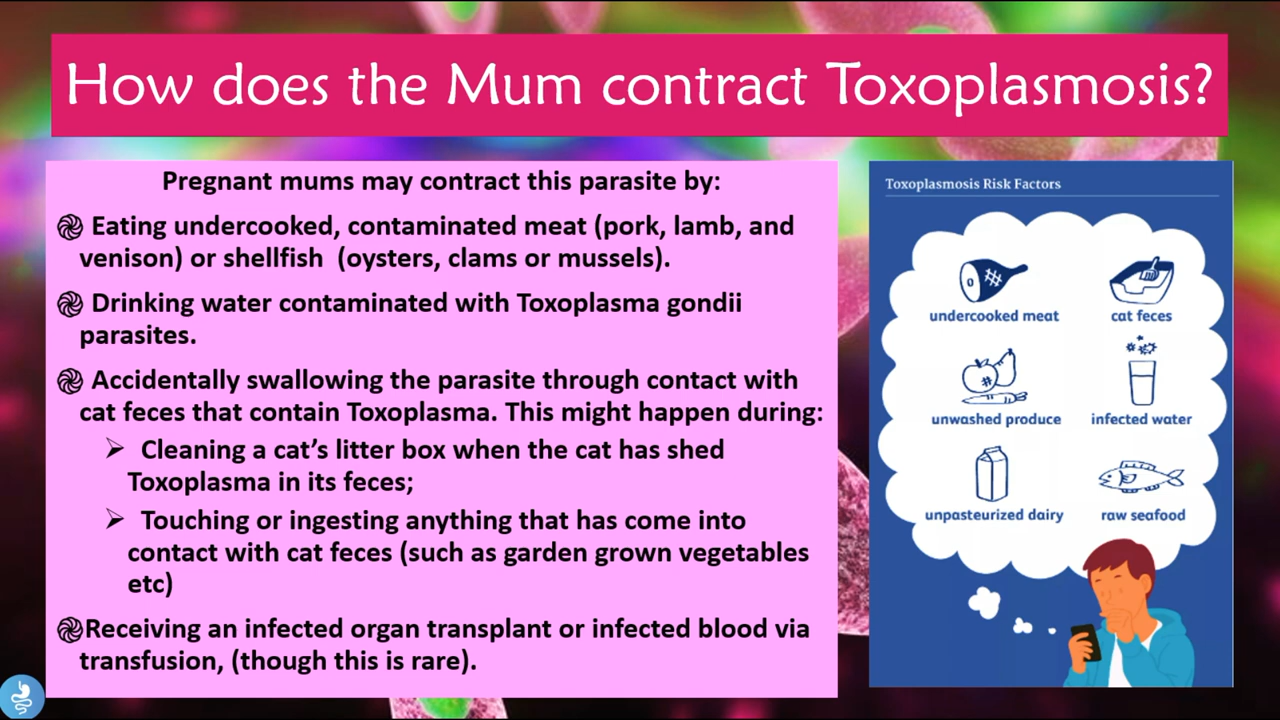 How does the Mum contract Toxoplasmosis?
Pregnant mums may contract this parasite by:
Eating undercooked, contaminated meat (pork, lamb, and
venison) or shellfish (oysters, clams or mussels).
Drinking water contaminated with Toxoplasma gondii
parasites.
Accidentally swallowing the parasite through contact with
cat feces that contain Toxoplasma. This might happen during:
Cleaning a cat’s litter box when the cat has shed
Toxoplasma in its feces;
Touching or ingesting anything that has come into
contact with cat feces (such as garden grown vegetables
etc)
Receiving an infected organ transplant or infected blood via
transfusion, (though this is rare).
Toxoplasmosis Risk Factors
undercooked meat
cat feces
unwashed produce
infected water
unpasteurized dairy
raw seafood